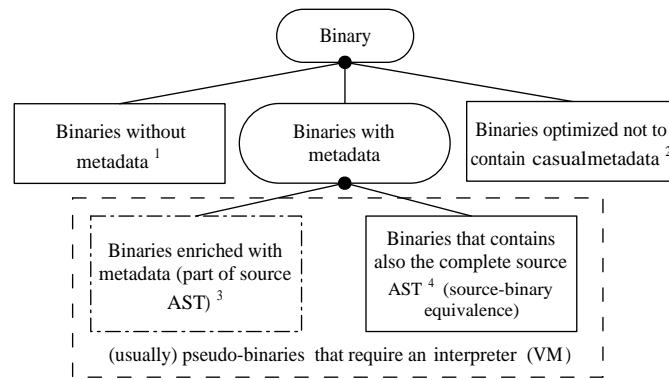 Binary
Binaries without
metadata 1
Binaries with
metadata
Binaries optimized not to
contain casualmetadata 2
Binaries enriched with
metadata (part of source
AST) 3
Binaries that contains
also the complete source
AST 4 (source-binary
equivalence)
(usually) pseudo-binaries that require an interpreter (VM)